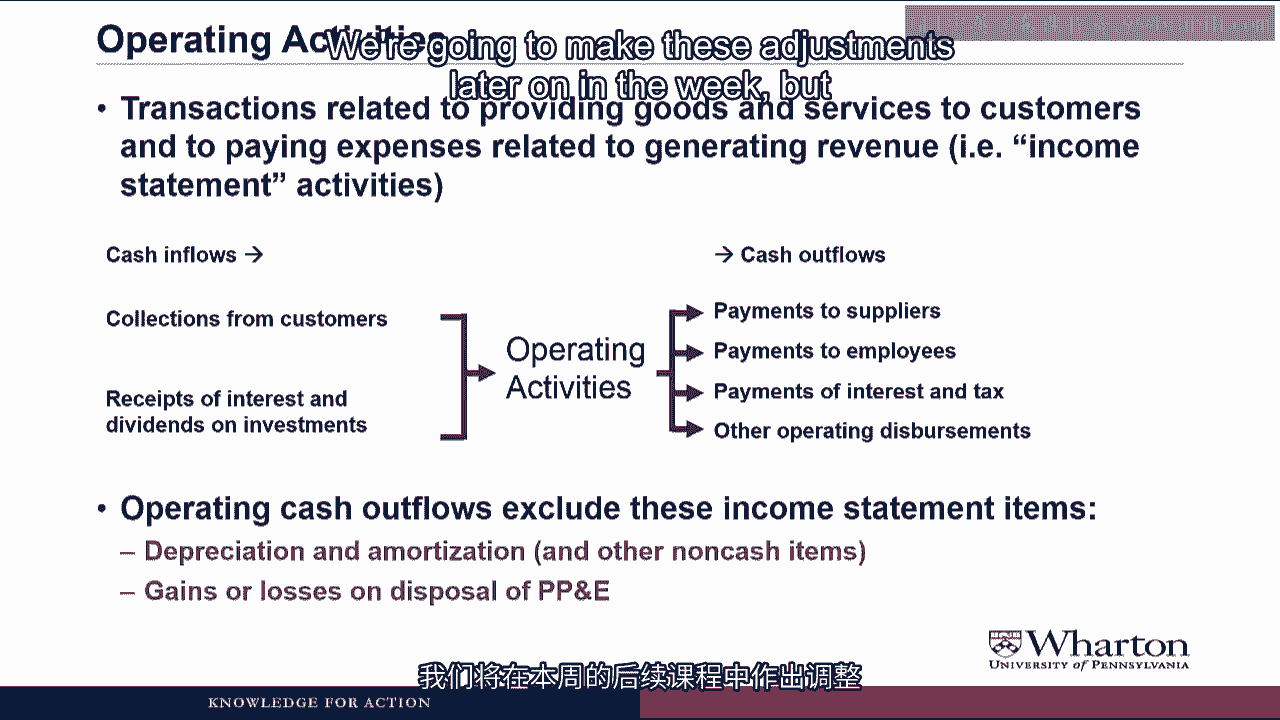 Operating Activities
We're going to make these adjustments
later on in the week, but
• Transactions related to providing goods and services to customers
and to paying expenses related to generating revenue (i.e. “income
statement” activities)
Cash inflows →
→ Cash outflows
Collections from customers
Receipts of interest and
dividends on investments
Operating
Activities
Payments to suppliers
Payments to employees
Payments of interest and tax
Other operating disbursements
• Operating cash outflows exclude these income statement items:
– Depreciation and amortization (and other noncash items)
– Gains or losses on disposal of PP&E
Wharton
UNIVERSITY of PENNSYLVANIA
我们将在本周的后续课程中作出调整
KNOWLEDGE FOR ACTION